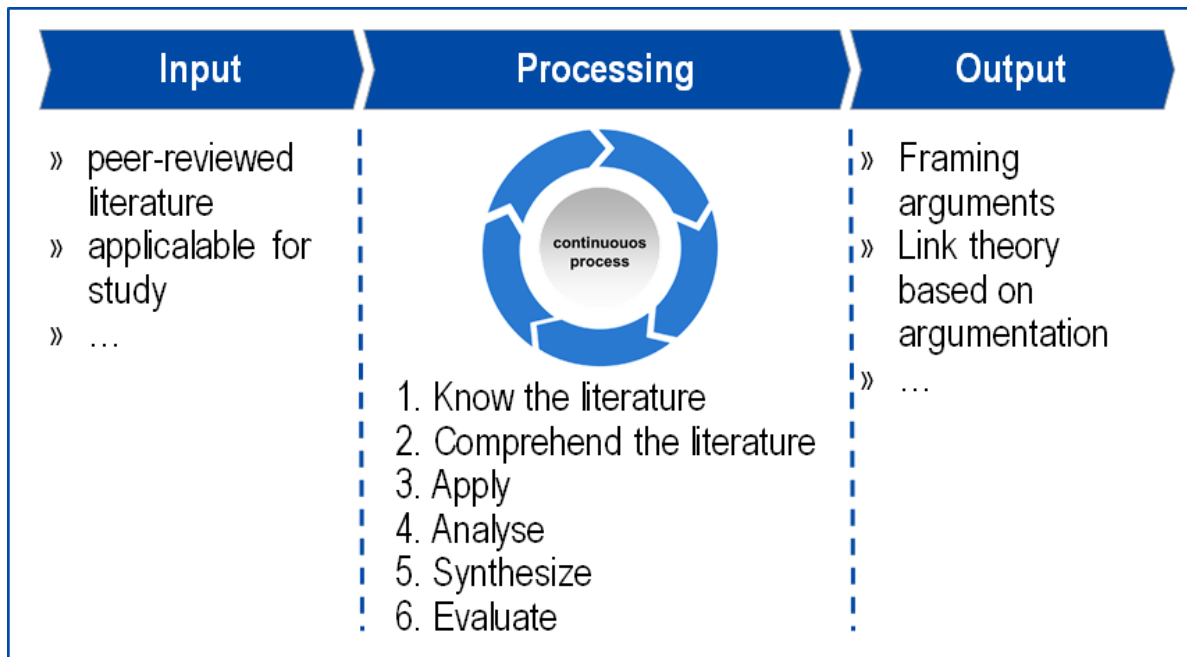 Input
Processing
Output
» peer-reviewed
literature
» applicalable for
study
» …
continuouos
process
1. Know the literature
2. Comprehend the literature
3. Apply
4. Analyse
5. Synthesize
6. Evaluate
» Framing
arguments
» Link theory
based on
argumentation
» …